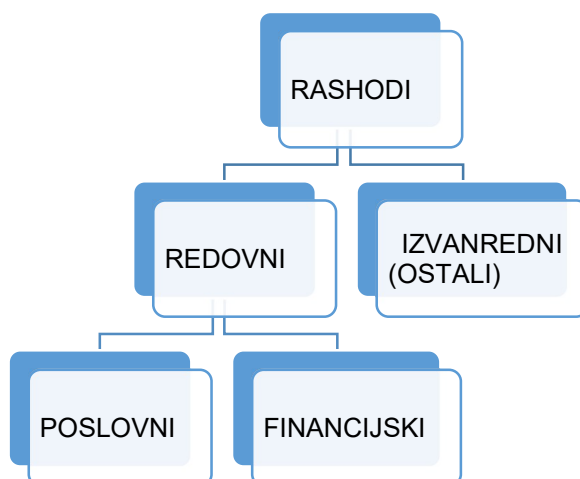 RASHODI
REDOVNI
IZVANREDNI
(OSTALI)
POSLOVNI
FINANCIJSKI